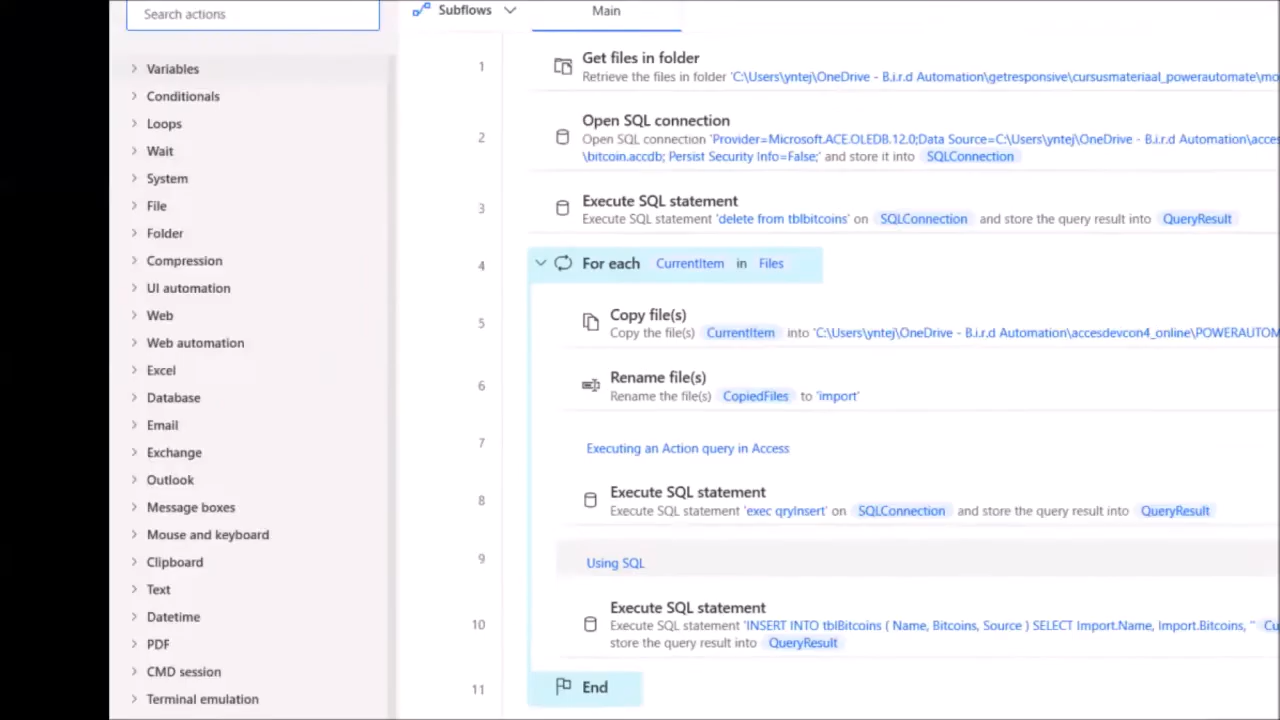 Search actions
Variables
Conditionals
Loops
Wait
System
File
Folder
Compression
UI automation
Web
Web automation
Excel
Database
Email
Exchange
Outlook
Message boxes
Mouse and keyboard
Clipboard
Text
Datetime
PDF
CMD session
Terminal emulation
Subflows
Main
1
Get files in folder
Retrieve the files in folder 'C:\Users\yntej\OneDrive - B.i.r.d Automation\getresponsive\cursusmateriaal_powerautomate\mo
2
Open SQL connection
Open SQL connection 'Provider=Microsoft.ACE.OLEDB.12.0;Data Source=C:\Users\yntej\OneDrive - B.i.r.d Automation\acces
\bitcoin.accdb; Persist Security Info=False;' and store it into SQLConnection
3
Execute SQL statement
Execute SQL statement 'delete from tblbitcoins' on SQLConnection and store the query result into QueryResult
4
For each CurrentItem in Files
5
Copy file(s)
Copy the file(s) CurrentItem into 'C:\Users\yntej\OneDrive - B.i.r.d Automation\accesdevcon4_online\POWERAUTOM
6
Rename file(s)
Rename the file(s) CopiedFiles to 'import'
7
Executing an Action query in Access
8
Execute SQL statement
Execute SQL statement 'exec qryInsert' on SQLConnection and store the query result into QueryResult
9
Using SQL
10
Execute SQL statement
Execute SQL statement 'INSERT INTO tblBitcoins ( Name, Bitcoins, Source ) SELECT Import.Name, Import.Bitcoins, '' Cu
store the query result into QueryResult
11
End